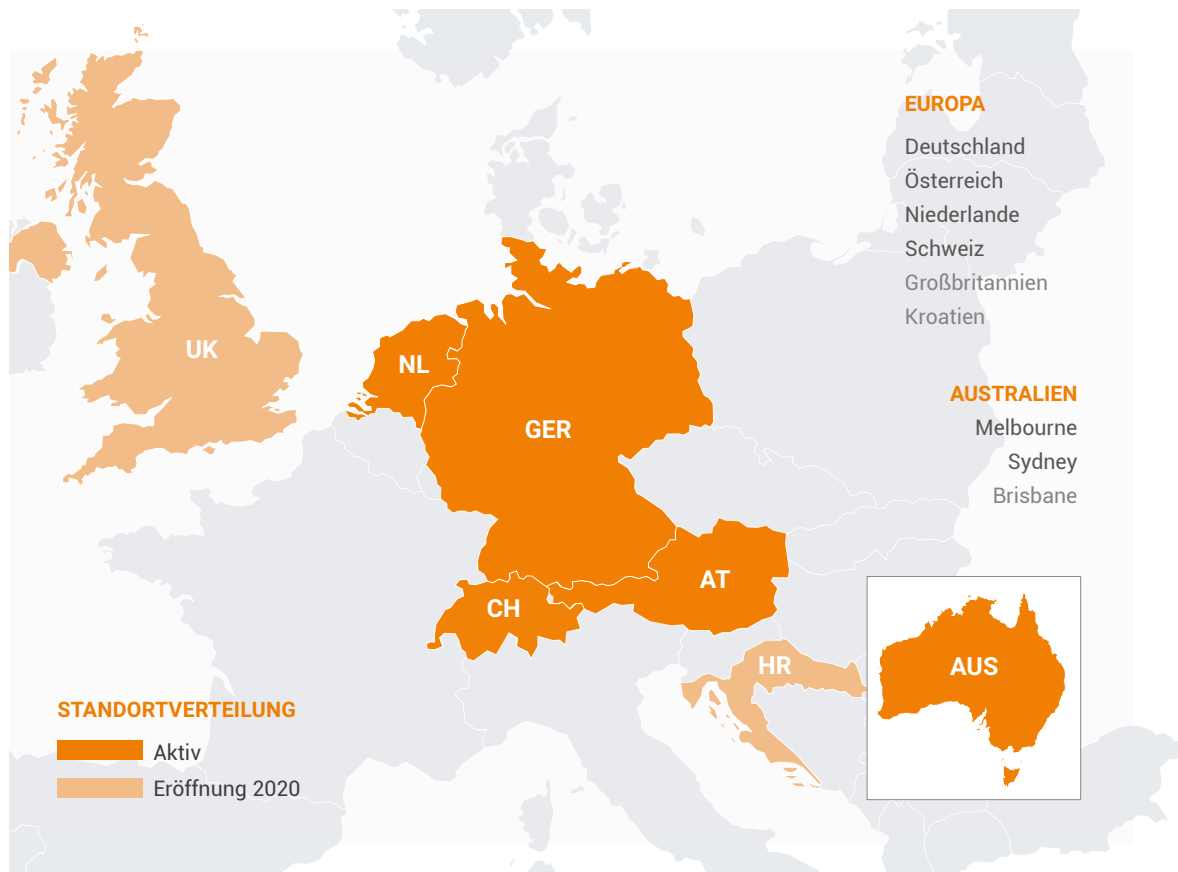 EUROPA
Deutschland
Österreich
Niederlande
Schweiz
Großbritannien
Kroatien
AUSTRALIEN
Melbourne
Sydney
Brisbane
UK
NL
GER
AT
CH
HR
AUS
STANDORTVERTEILUNG
Aktiv
Eröffnung 2020